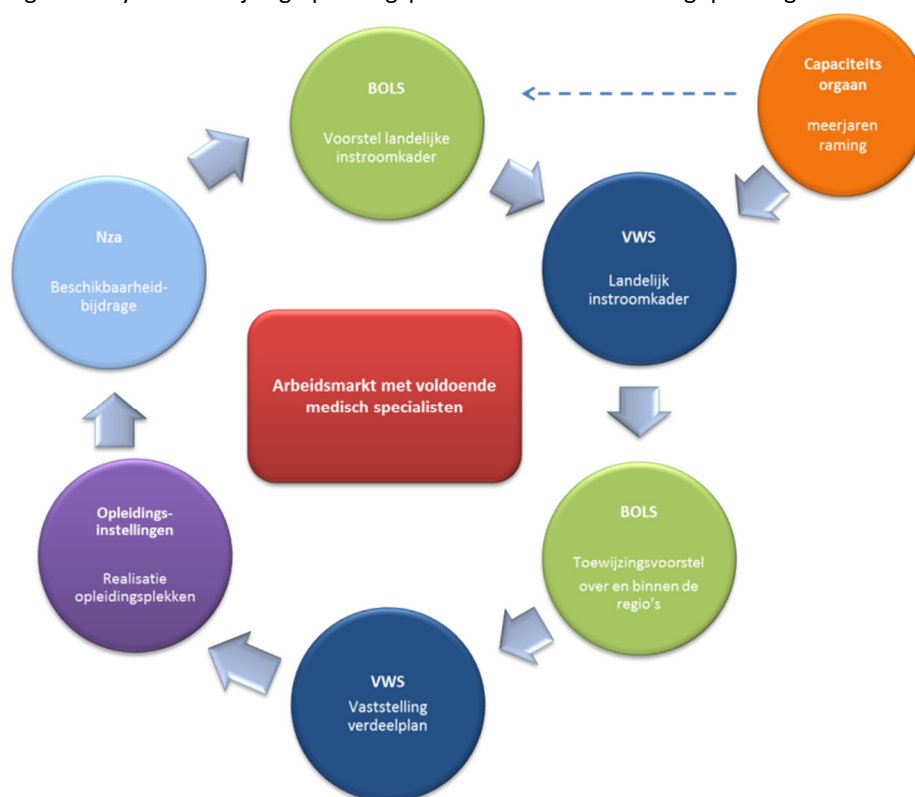 BOLS
Voorstel landelijke
instroomkader
Capaciteits
orgaan
meerjaren
raming
VWS
Landelijk
instroomkader
Nza
Beschikbaarheid-
bijdrage
Arbeidsmarkt met voldoende
medisch specialisten
BOLS
Toewijzingsvoorstel
over en binnen de
regio's
VWS
Vaststelling
verdeelplan
Opleidings-
instellingen
Realisatie
opleidingsplekken